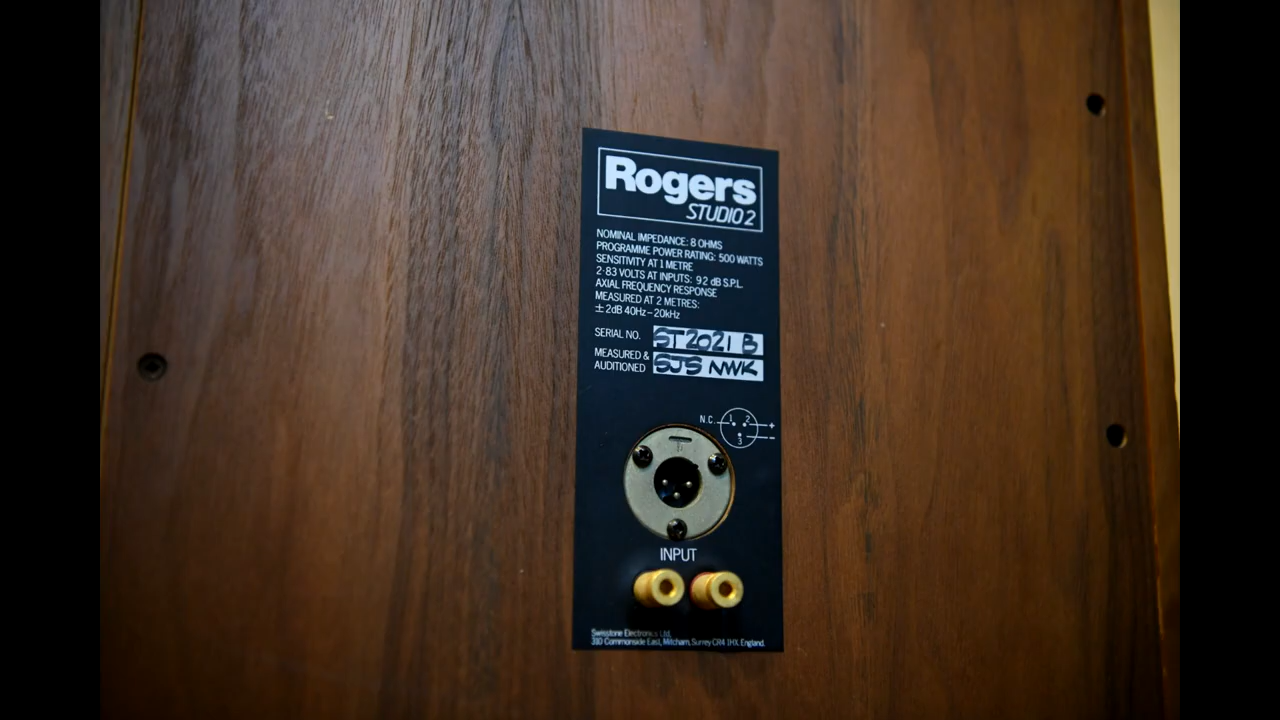 Rogers
STUDIO 2
NOMINAL IMPEDANCE: 8 OHMS
PROGRAMME POWER RATING: 500 WATTS
SENSITIVITY AT 1 METRE
2·83 VOLTS AT INPUTS: 92 dB S.P.L.
AXIAL FREQUENCY RESPONSE
MEASURED AT 2 METRES:
± 2dB 40Hz – 20kHz
SERIAL NO. ST2021 B
MEASURED &
AUDITIONED SJS NWK
N.C. 1 2 +
3 −
INPUT
Swisstone Electronics Ltd.
310 Commonside East, Mitcham, Surrey CR4 1HX. England.